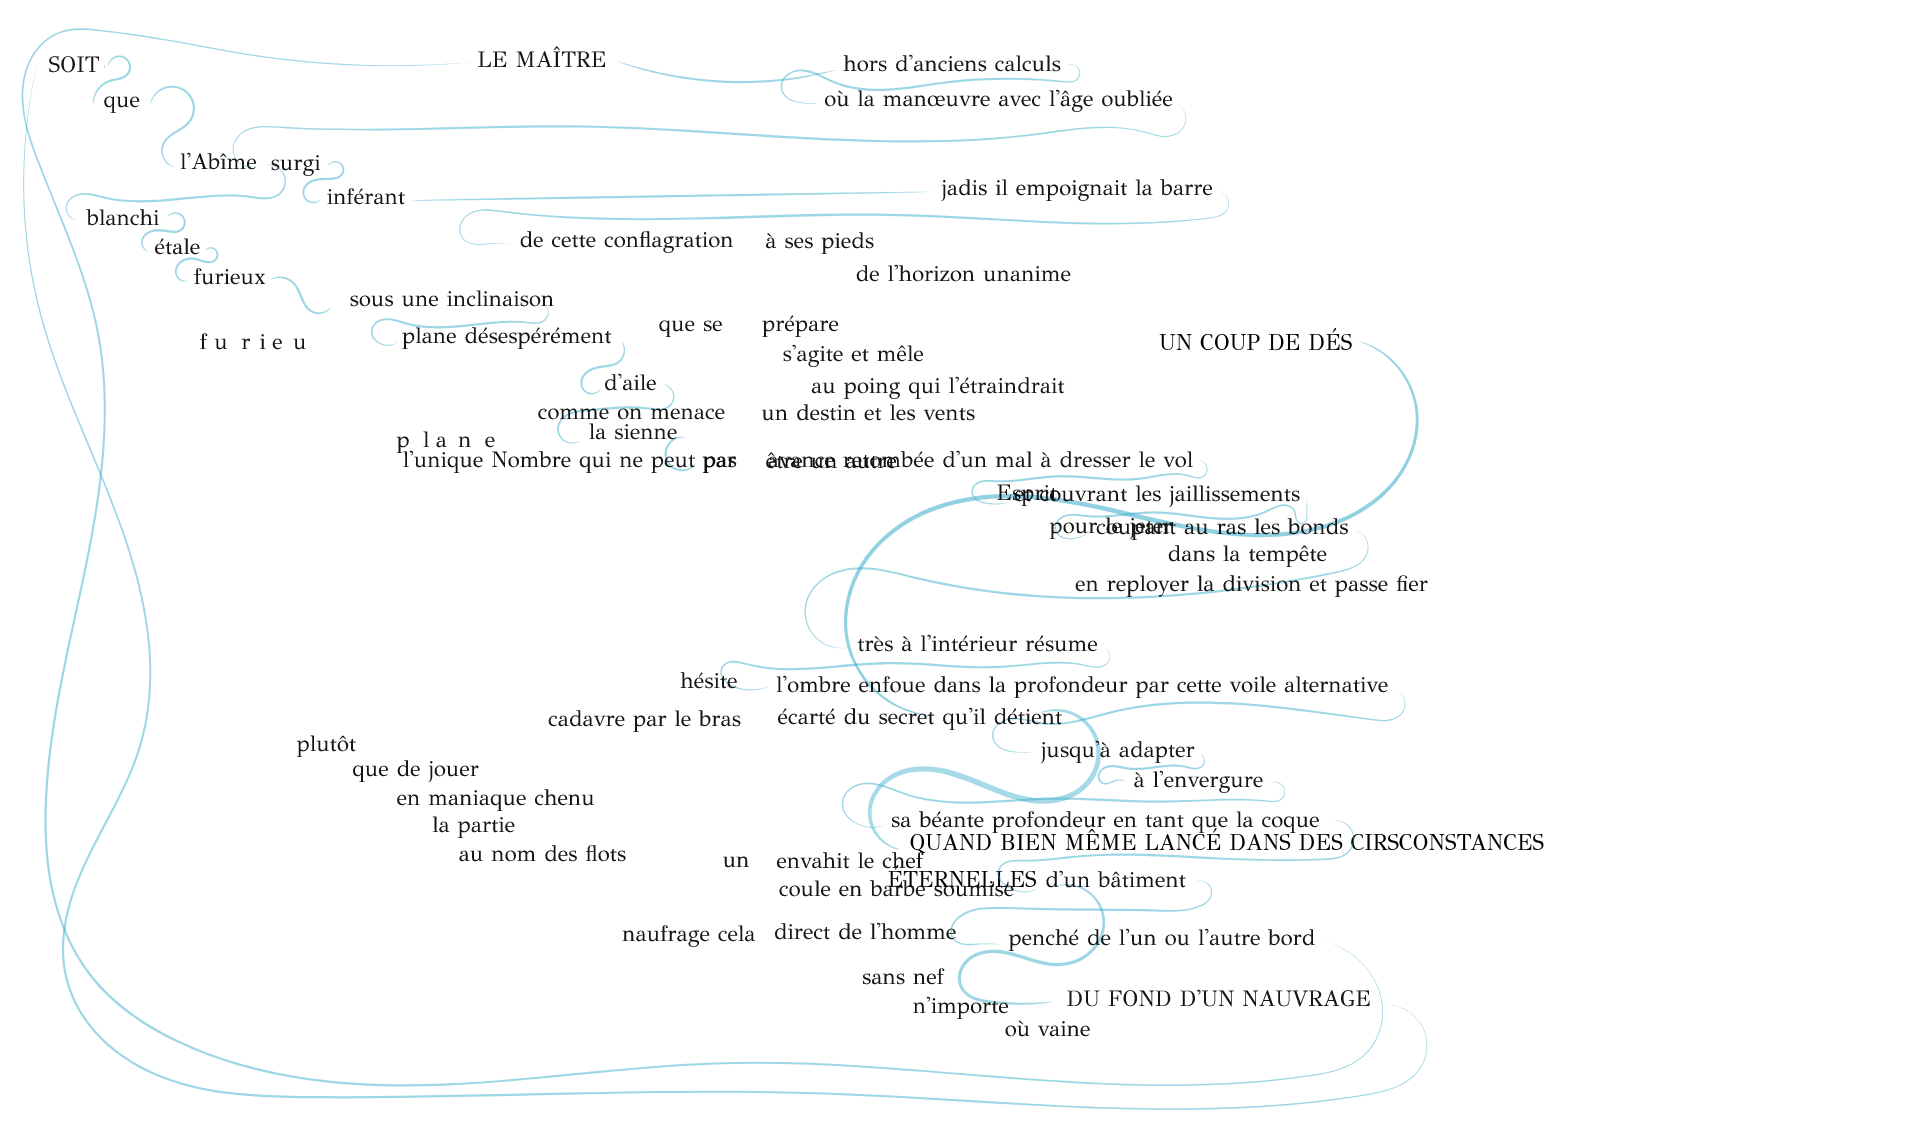 SOIT
LE MAÎTRE
hors d’anciens calculs
que
où la manœuvre avec l’âge oubliée
l’Abîme surgi
inférant
jadis il empoignait la barre
blanchi
étale
de cette conflagration à ses pieds
furieux
de l’horizon unanime
sous une inclinaison
que se prépare
plane désespérément
f u r i e u
UN COUP DE DÉS
s’agite et mêle
d’aile
au poing qui l’étraindrait
comme on menace un destin et les vents
la sienne
p l a n e
l’unique Nombre qui ne peut pas être un autre
par avance retombée d’un mal à dresser le vol
Esprit
et couvrant les jaillissements
pour le jeter
coupant au ras les bonds
dans la tempête
en reployer la division et passe fier
très à l’intérieur résume
hésite
l’ombre enfoue dans la profondeur par cette voile alternative
cadavre par le bras écarté du secret qu’il détient
plutôt
jusqu’à adapter
que de jouer
à l’envergure
en maniaque chenu
la partie
sa béante profondeur en tant que la coque
QUAND BIEN MÊME LANCÉ DANS DES CIRSCONSTANCES
au nom des flots
un envahit le chef
ÉTERNELLES d’un bâtiment
coule en barbe soumise
naufrage cela direct de l’homme
penché de l’un ou l’autre bord
sans nef
DU FOND D’UN NAUVRAGE
n’importe
où vaine